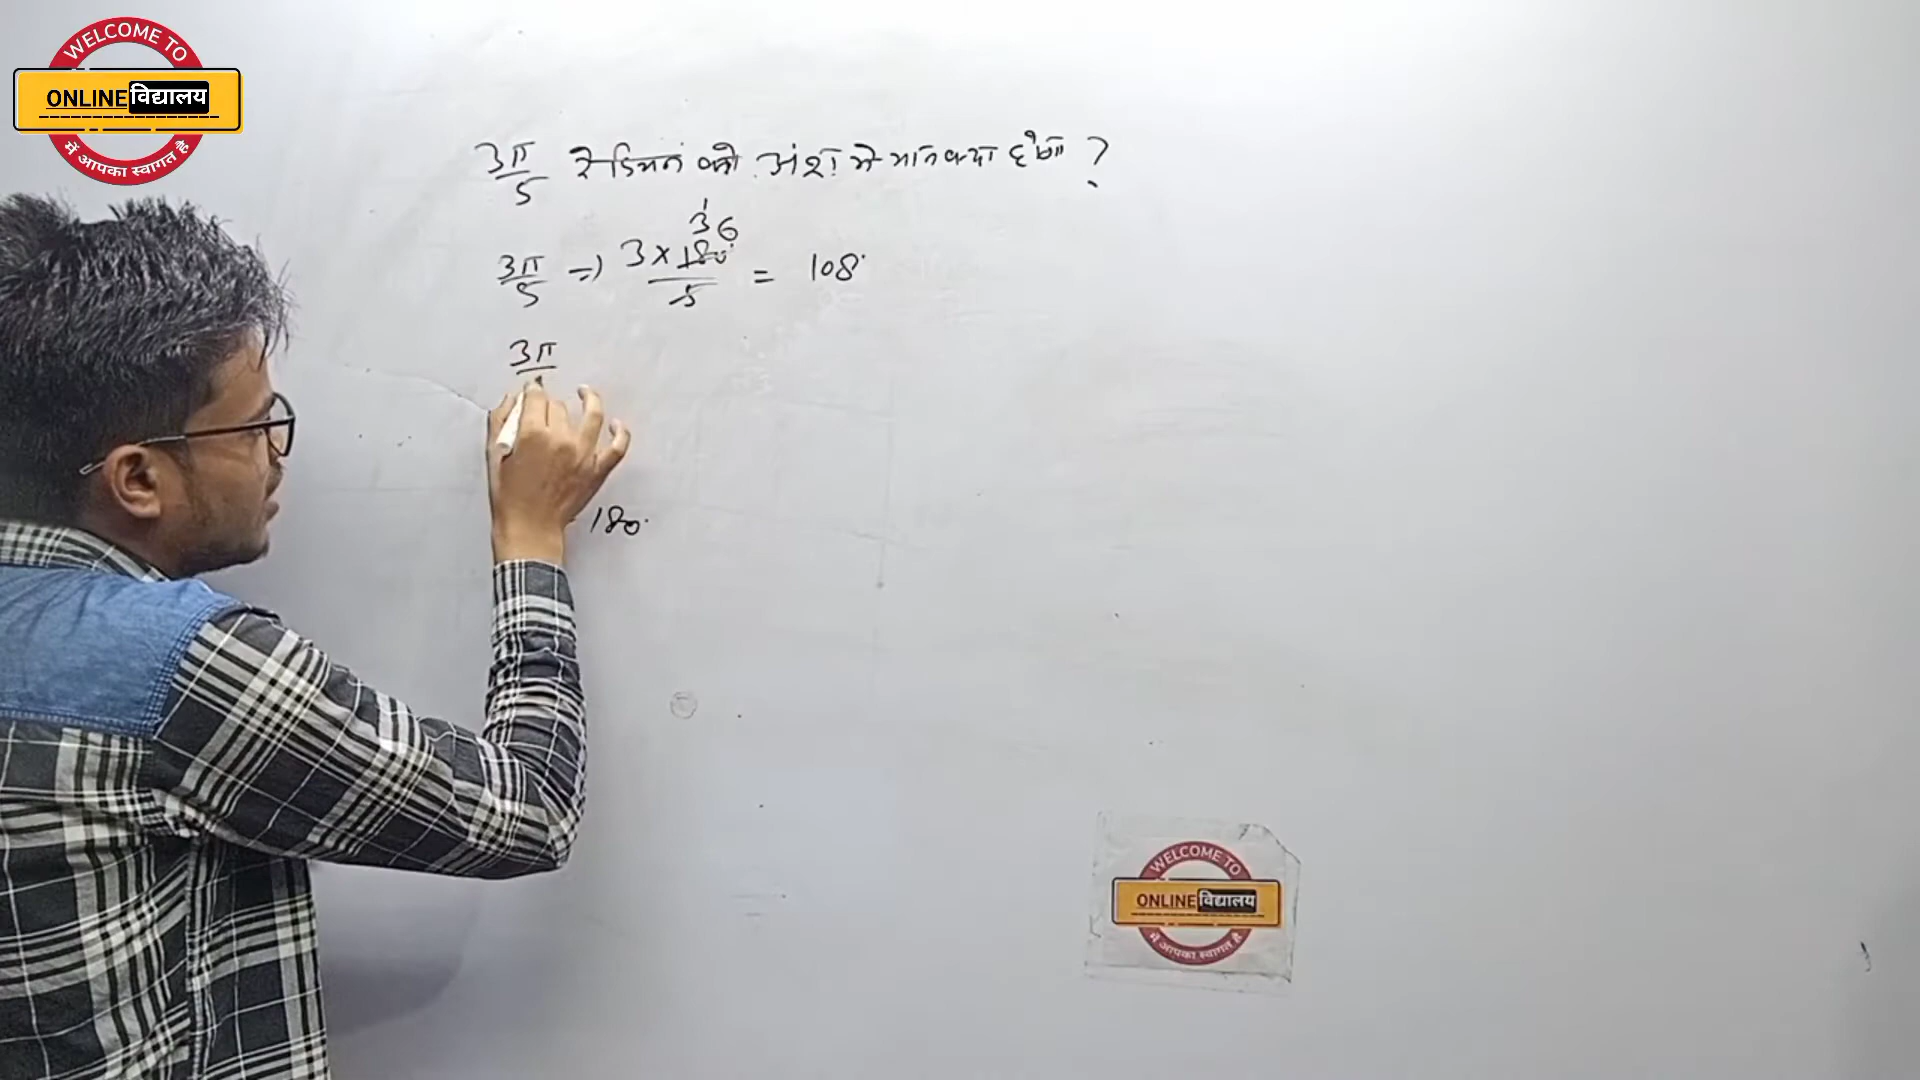 WELCOME TO
ONLINE विद्यालय
में आपका स्वागत है
3π/5 रेडियन को अंश में मान क्या होगा ?
3π/5 => 3 x 180/5 36 = 108°
3π
180°
WELCOME TO
ONLINE विद्यालय
में आपका स्वागत है